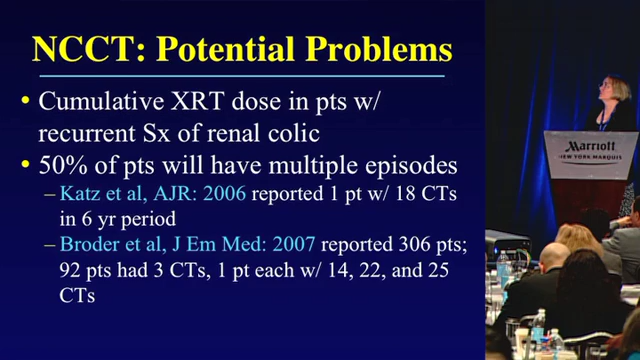 NCCT: Potential Problems
• Cumulative XRT dose in pts w/
recurrent Sx of renal colic
• 50% of pts will have multiple episodes
– Katz et al, AJR: 2006 reported 1 pt w/ 18 CTs
in 6 yr period
– Broder et al, J Em Med: 2007 reported 306 pts;
92 pts had 3 CTs, 1 pt each w/ 14, 22, and 25
CTs
Marriott
NEW YORK MARQUIS